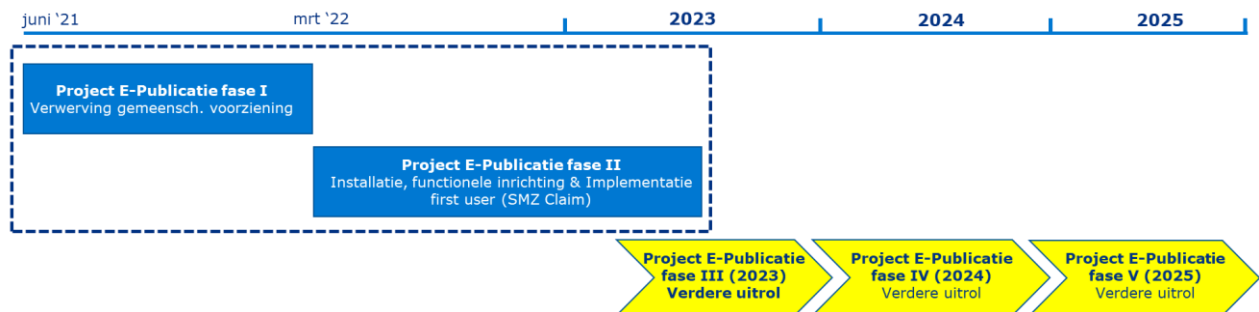 juni ‘21 mrt ‘22 2023 2024 2025
Project E-Publicatie fase I
Verwerving gemeensch. voorziening
Project E-Publicatie fase II
Installatie, functionele inrichting & Implementatie
first user (SMZ Claim)
Project E-Publicatie
fase III (2023)
Verdere uitrol
Project E-Publicatie
fase IV (2024)
Verdere uitrol
Project E-Publicatie
fase V (2025)
Verdere uitrol